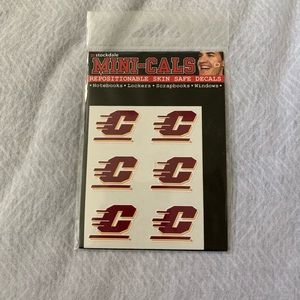 stockdale
MINI-CALS
REPOSITIONABLE SKIN SAFE DECALS
• Notebooks • Lockers • Scrapbooks • Windows •
C C
C C
C C